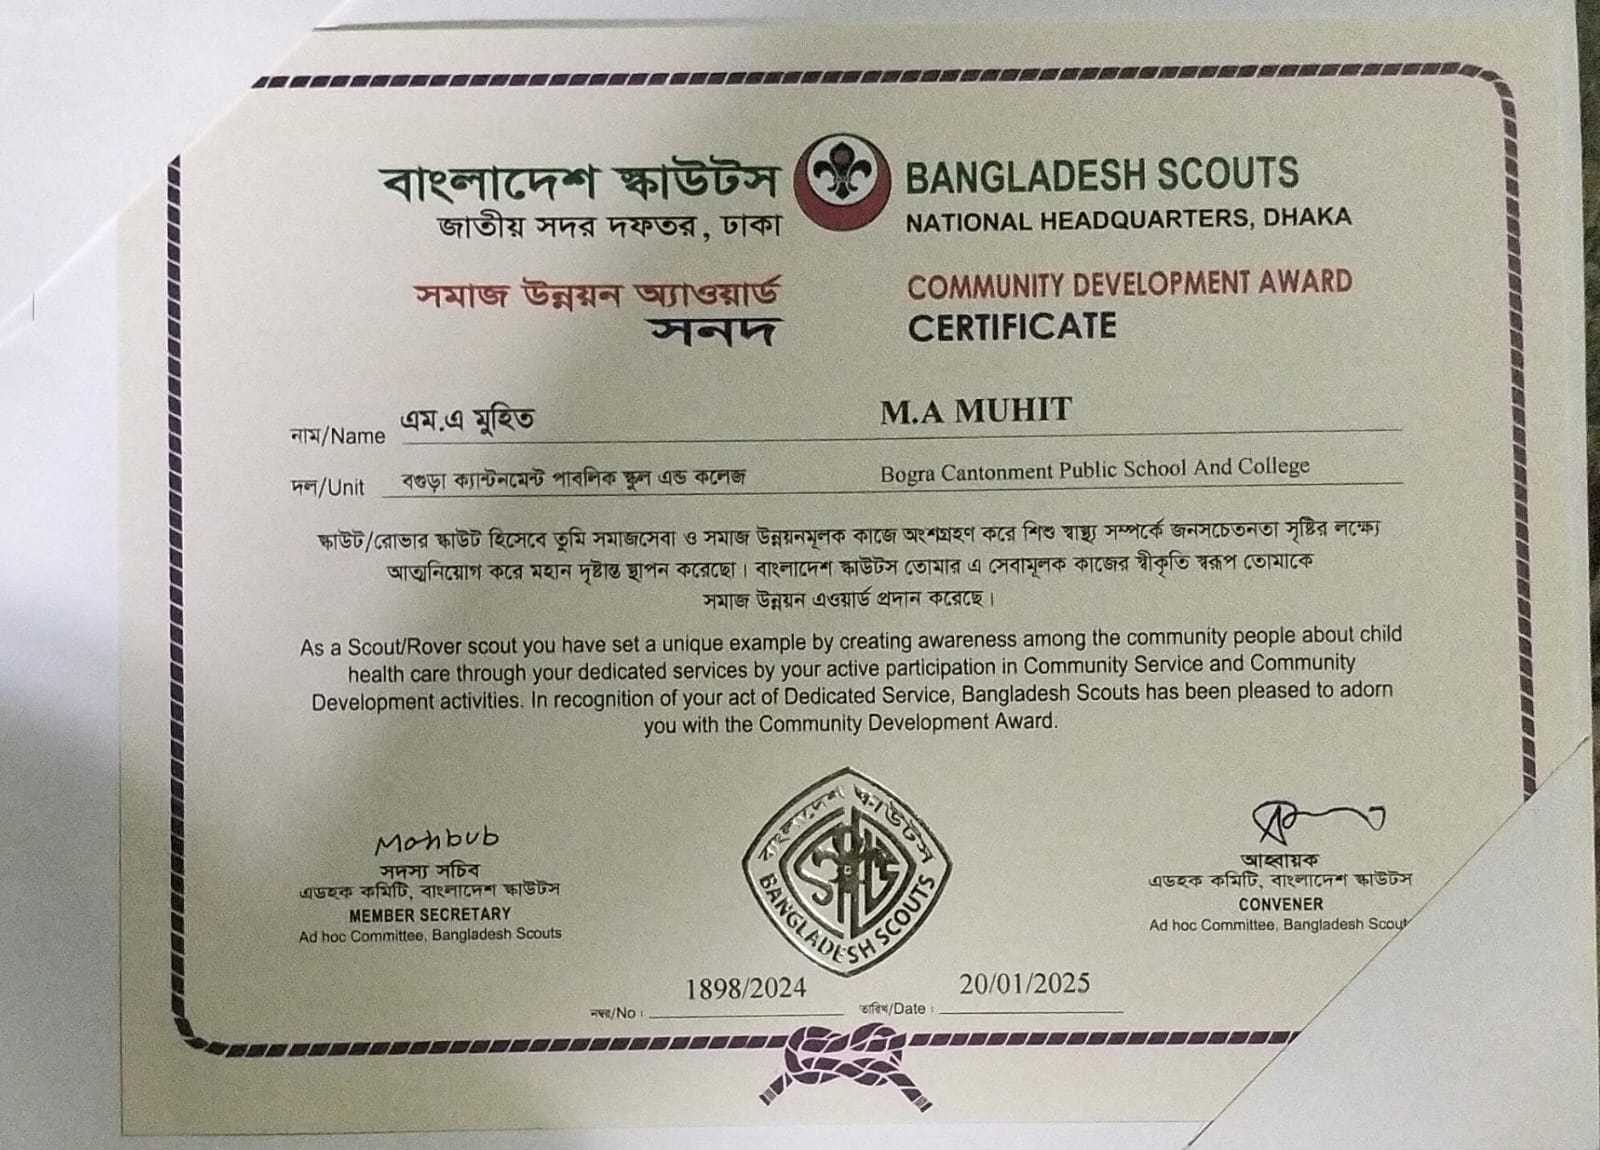 বাংলাদেশ স্কাউটস
জাতীয় সদর দফতর, ঢাকা
BANGLADESH SCOUTS
NATIONAL HEADQUARTERS, DHAKA
সমাজ উন্নয়ন অ্যাওয়ার্ড
সনদ
COMMUNITY DEVELOPMENT AWARD
CERTIFICATE
নাম/Name এম.এ মুহিত M.A MUHIT
দল/Unit বগুড়া ক্যান্টনমেন্ট পাবলিক স্কুল এন্ড কলেজ Bogra Cantonment Public School And College
স্কাউট/রোভার স্কাউট হিসেবে তুমি সমাজসেবা ও সমাজ উন্নয়নমূলক কাজে অংশগ্রহণ করে শিশু স্বাস্থ্য সম্পর্কে জনসচেতনতা সৃষ্টির লক্ষ্যে
আত্মনিয়োগ করে মহান দৃষ্টান্ত স্থাপন করেছো। বাংলাদেশ স্কাউটস তোমার এ সেবামূলক কাজের স্বীকৃতি স্বরূপ তোমাকে
সমাজ উন্নয়ন এওয়ার্ড প্রদান করেছে।
As a Scout/Rover scout you have set a unique example by creating awareness among the community people about child
health care through your dedicated services by your active participation in Community Service and Community
Development activities. In recognition of your act of Dedicated Service, Bangladesh Scouts has been pleased to adorn
you with the Community Development Award.
Mahbub
সদস্য সচিব
এডহক কমিটি, বাংলাদেশ স্কাউটস
MEMBER SECRETARY
Ad hoc Committee, Bangladesh Scouts
বাংলাদেশ স্কাউটস
BANGLADESH SCOUTS
আহ্বায়ক
এডহক কমিটি, বাংলাদেশ স্কাউটস
CONVENER
Ad hoc Committee, Bangladesh Scout
নম্বর/No : 1898/2024 তারিখ/Date : 20/01/2025